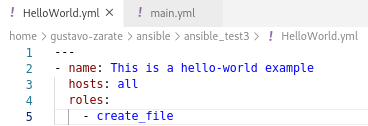 HelloWorld.yml × main.yml
home > gustavo-zarate > ansible > ansible_test3 > HelloWorld.yml
1 ---
2 - name: This is a hello-world example
3 hosts: all
4 roles:
5 - create_file